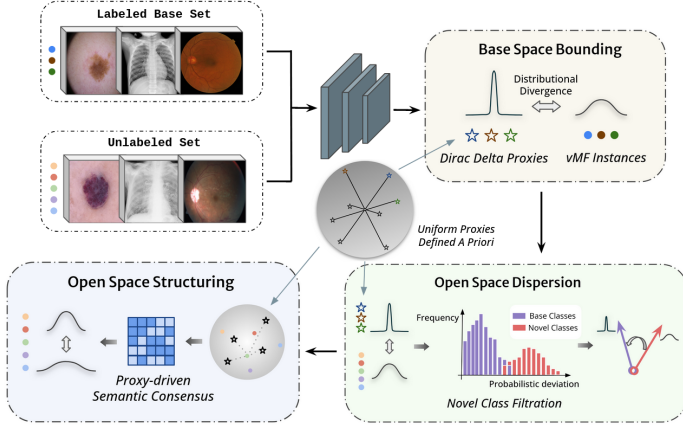 Labeled Base Set
Unlabeled Set
Base Space Bounding
Distributional
Divergence
Dirac Delta Proxies
vMF Instances
Uniform Proxies
Defined A Priori
Open Space Structuring
Proxy-driven
Semantic Consensus
Open Space Dispersion
Frequency
Base Classes
Novel Classes
Probabilistic deviation
Novel Class Filtration